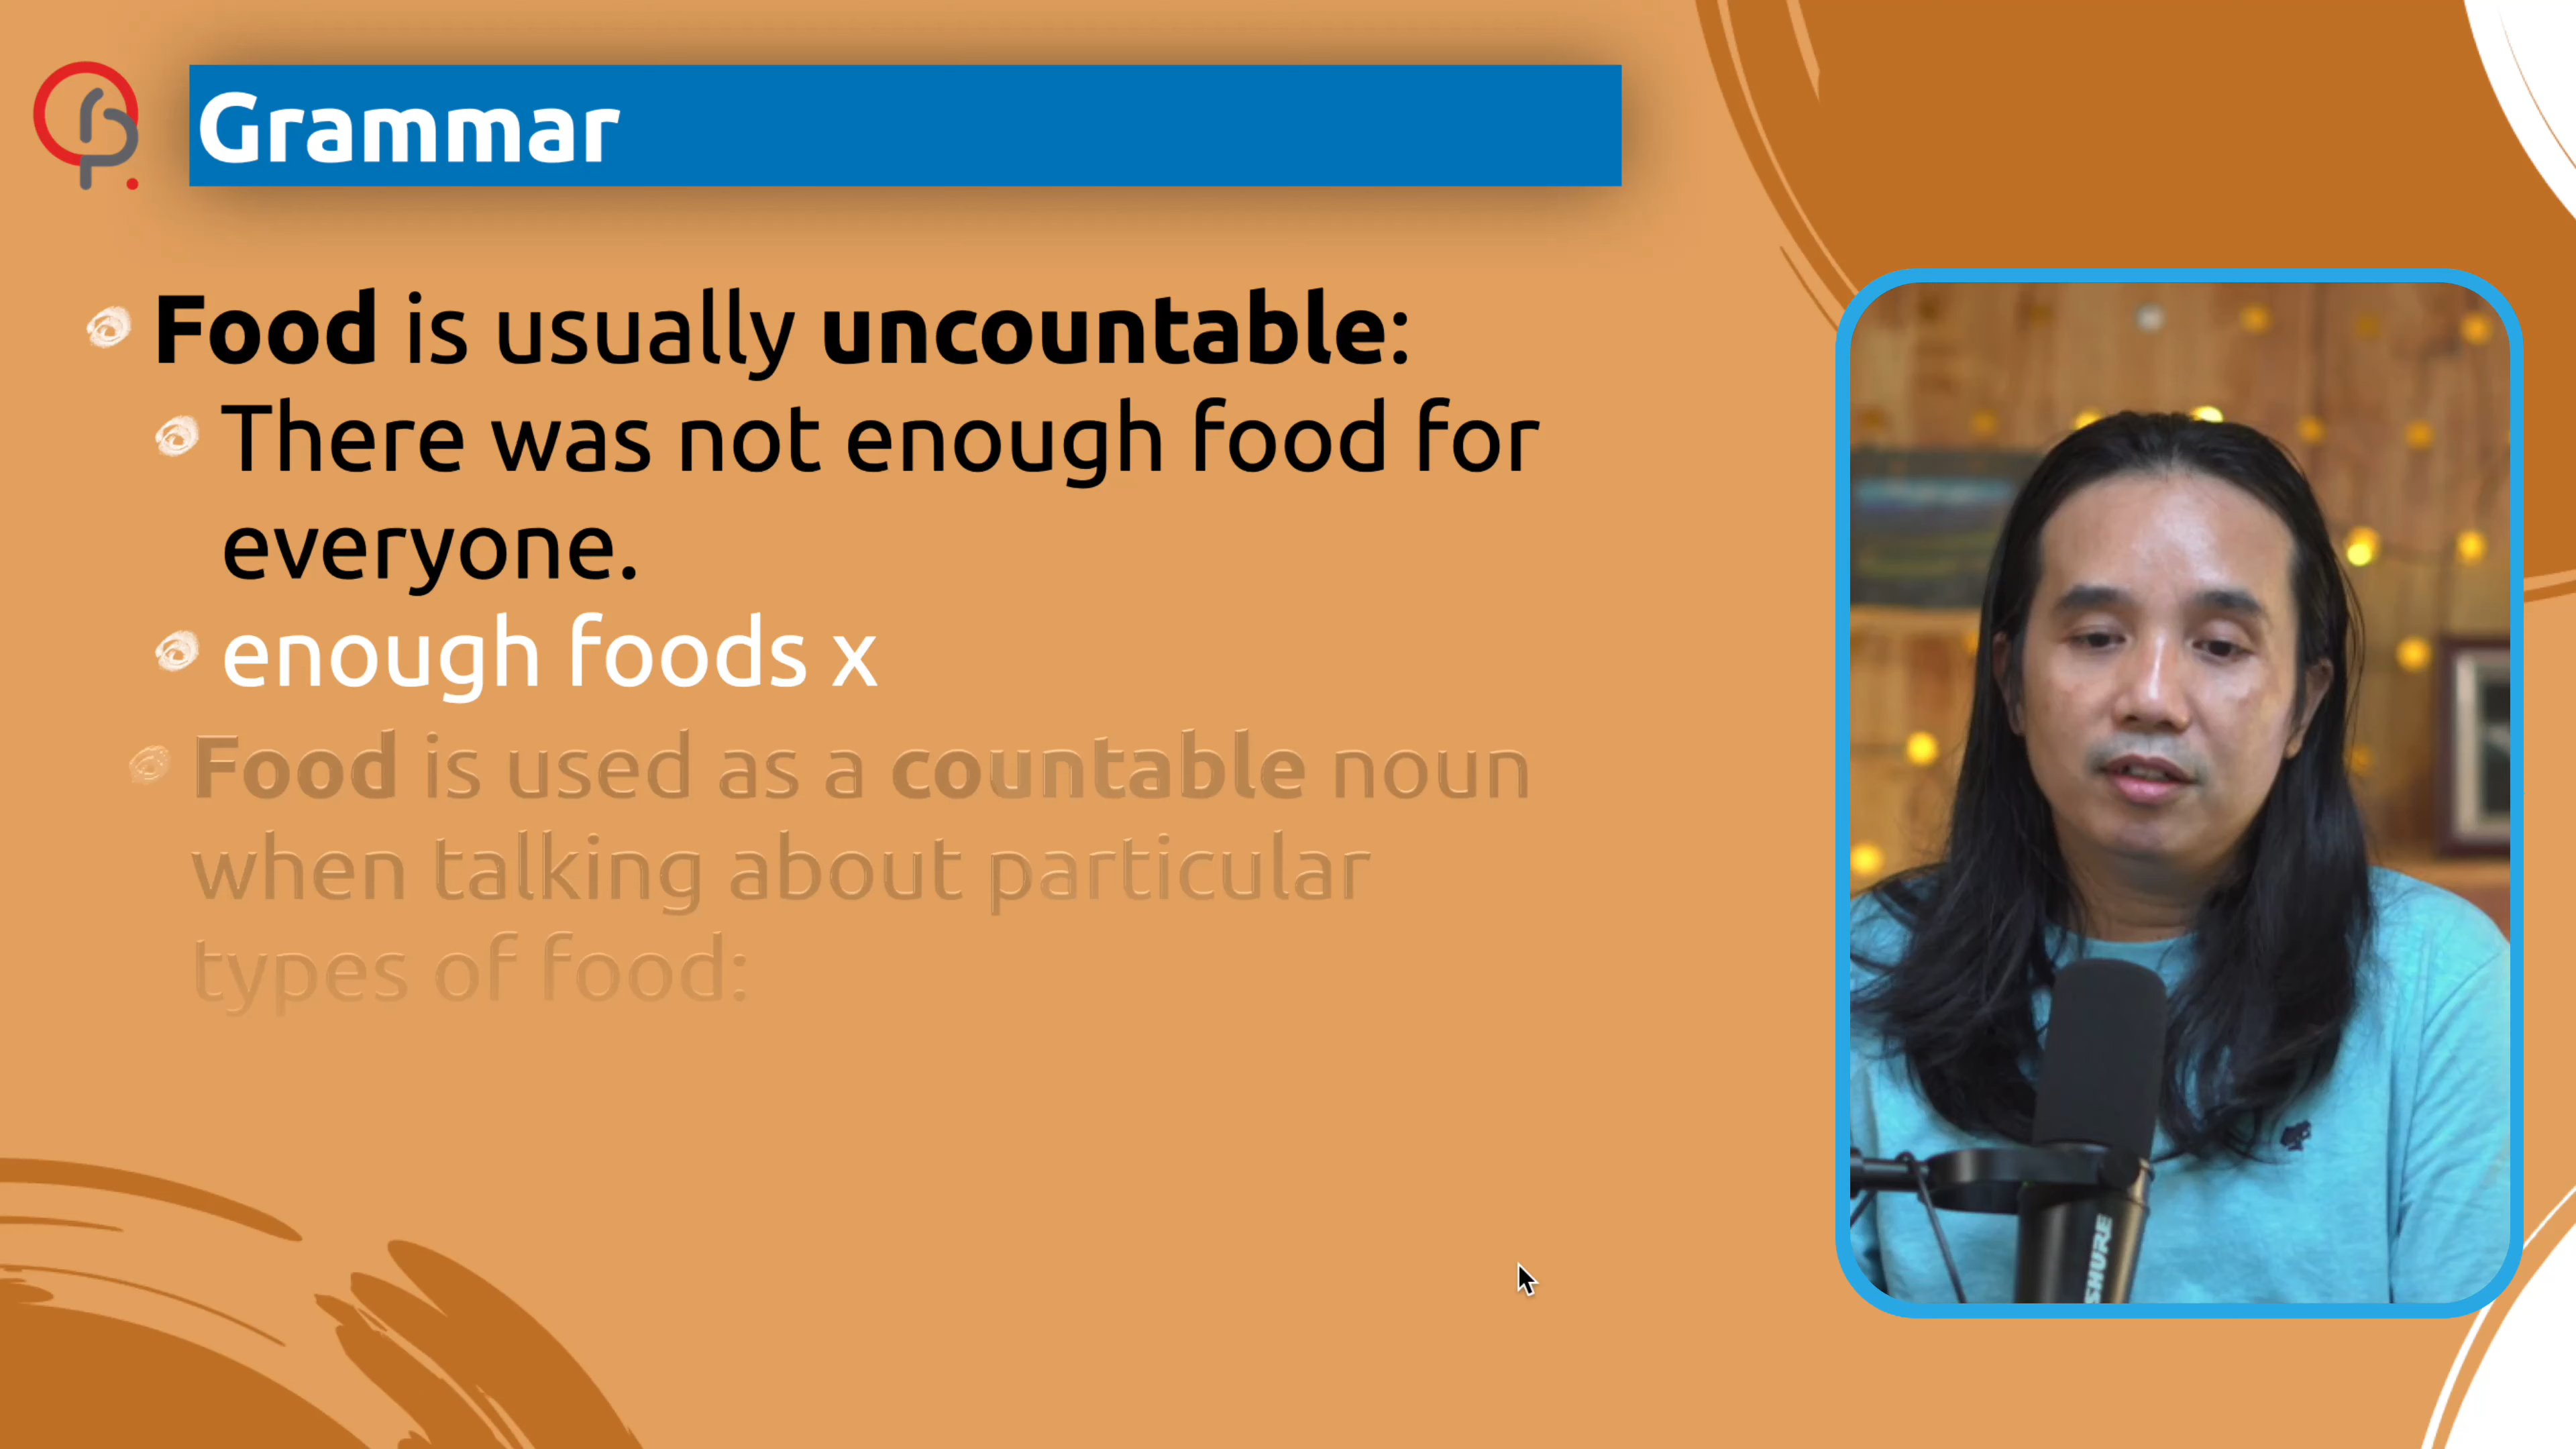 Grammar
Food is usually uncountable:
There was not enough food for
everyone.
enough foods x
Food is used as a countable noun
when talking about particular
types of food:
SHURE